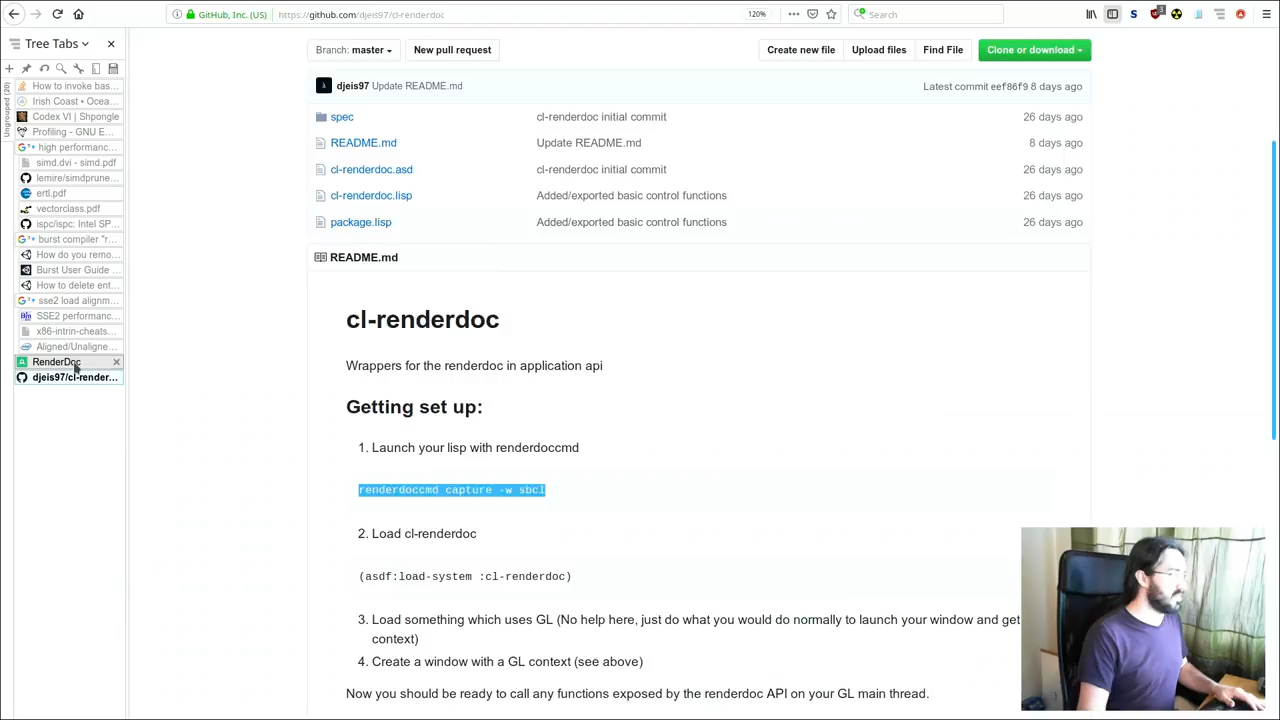 GitHub, Inc. (US)
https://github.com/djeis97/cl-renderdoc
120%
Search
1
Tree Tabs
Ungrouped (20)
How to invoke bas...
Irish Coast • Ocea...
Codex VI | Shpongle
Profiling - GNU E...
high performanc...
simd.dvi - simd.pdf
lemire/simdprune...
ertl.pdf
vectorclass.pdf
ispc/ispc: Intel SP...
burst compiler "r...
How do you remo...
Burst User Guide ...
How to delete ent...
sse2 load alignm...
SSE2 performanc...
x86-intrin-cheats...
Aligned/Unaligne...
RenderDoc
djeis97/cl-render...
Branch: master
New pull request
Create new file
Upload files
Find File
Clone or download
djeis97 Update README.md
Latest commit eef86f9 8 days ago
spec
cl-renderdoc initial commit
26 days ago
README.md
Update README.md
8 days ago
cl-renderdoc.asd
cl-renderdoc initial commit
26 days ago
cl-renderdoc.lisp
Added/exported basic control functions
26 days ago
package.lisp
Added/exported basic control functions
26 days ago
README.md
cl-renderdoc
Wrappers for the renderdoc in application api
Getting set up:
1. Launch your lisp with renderdoccmd
renderdoccmd capture -w sbcl
2. Load cl-renderdoc
(asdf:load-system :cl-renderdoc)
3. Load something which uses GL (No help here, just do what you would do normally to launch your window and get
context)
4. Create a window with a GL context (see above)
Now you should be ready to call any functions exposed by the renderdoc API on your GL main thread.